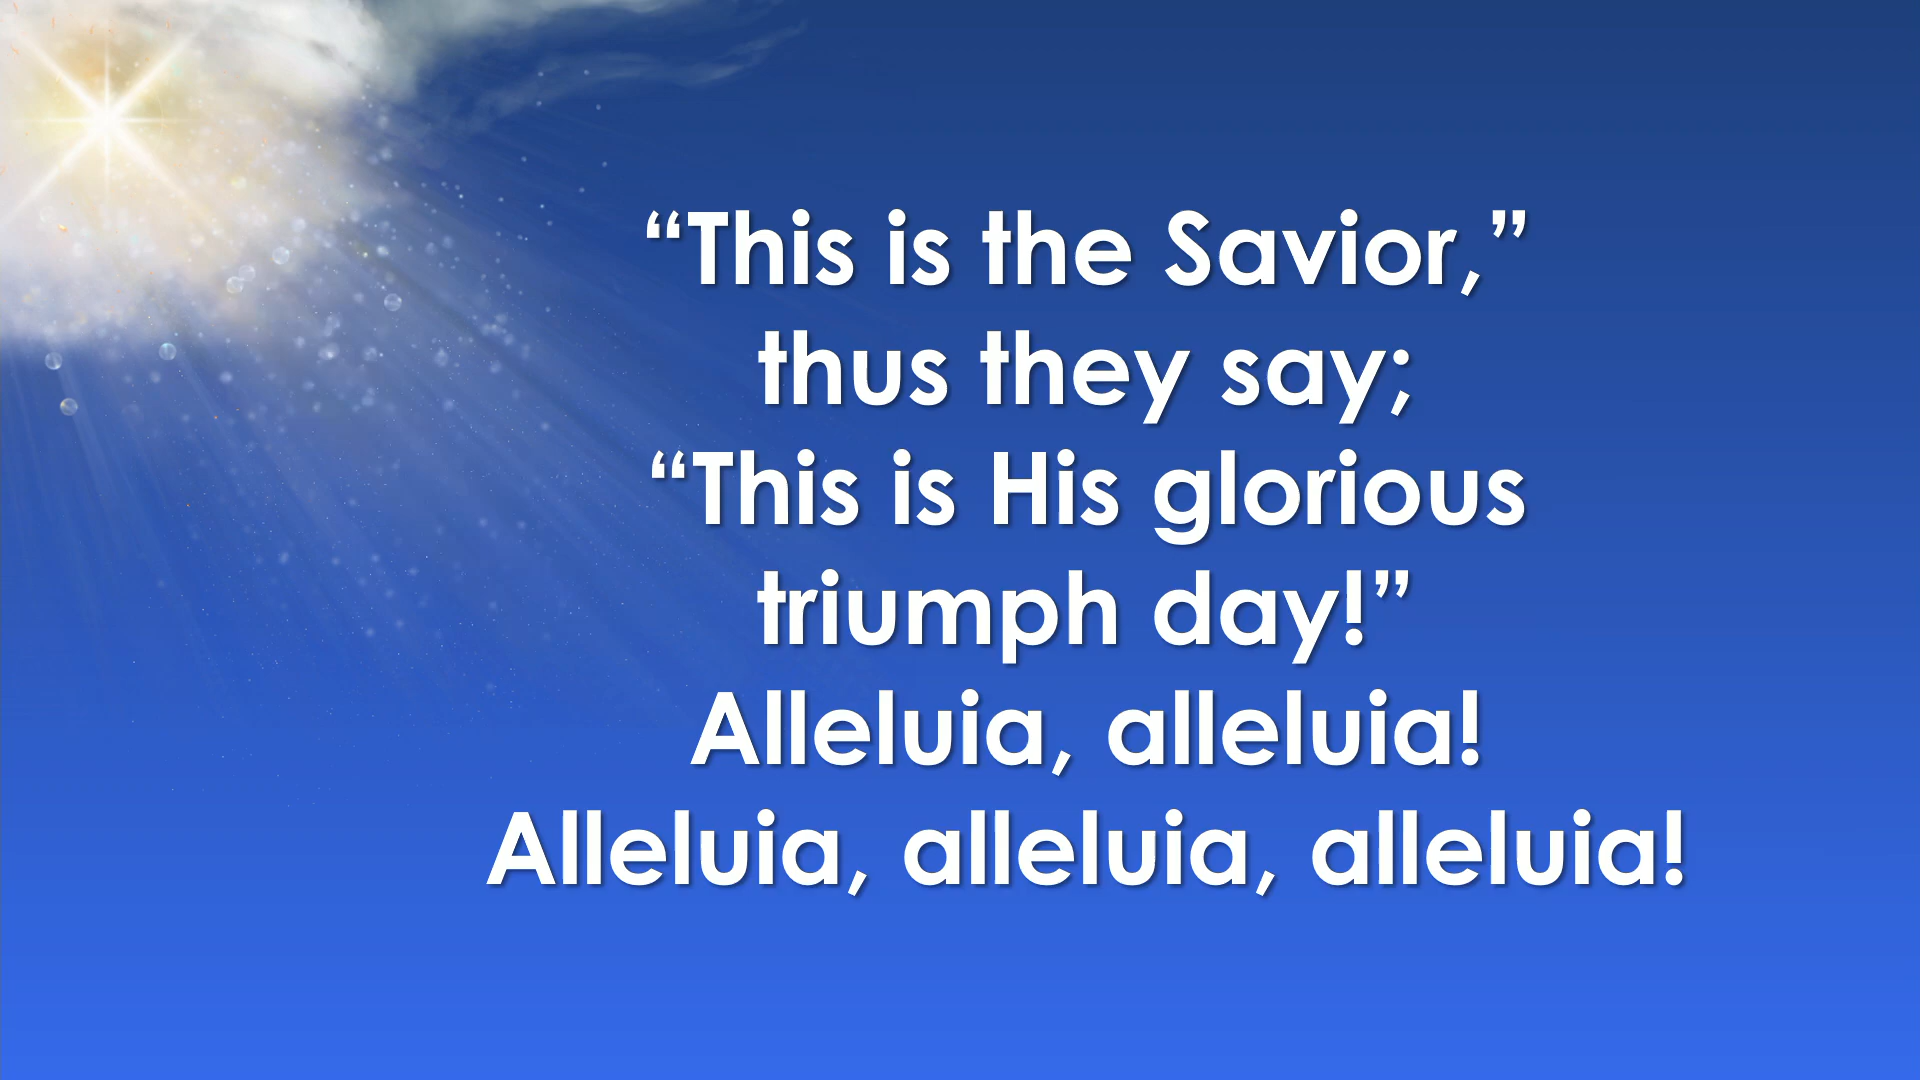 “This is the Savior,”
thus they say;
“This is His glorious
triumph day!”
Alleluia, alleluia!
Alleluia, alleluia, alleluia!